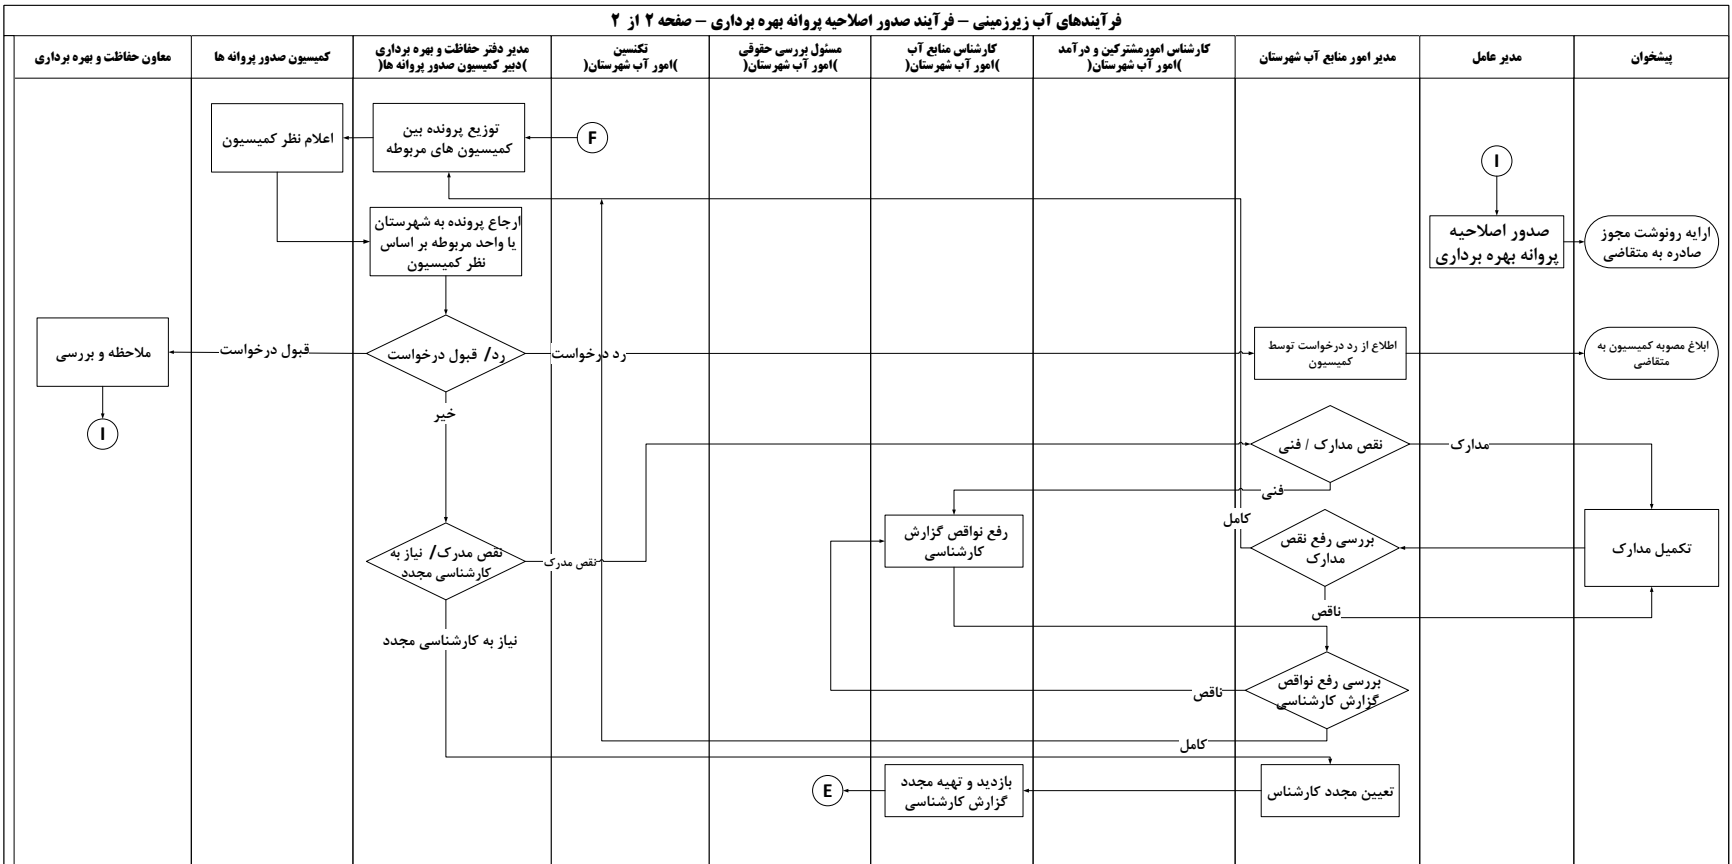 فرآیندهای آب زیرزمینی – فرآیند صدور اصلاحیه پروانه بهره برداری – صفحه ۲ از ۲
پیشخوان
مدیر عامل
مدیر امور منابع آب شهرستان
کارشناس امورمشترکین و درآمد
)امور آب شهرستان(
کارشناس منابع آب
)امور آب شهرستان(
مسئول بررسی حقوقی
)امور آب شهرستان(
تکنسین
)امور آب شهرستان(
مدیر دفتر حفاظت و بهره برداری
)دبیر کمیسیون صدور پروانه ها(
کمیسیون صدور پروانه ها
معاون حفاظت و بهره برداری
F
توزیع پرونده بین
کمیسیون های مربوطه
اعلام نظر کمیسیون
I
ارجاع پرونده به شهرستان
یا واحد مربوطه بر اساس
نظر کمیسیون
صدور اصلاحیه
پروانه بهره برداری
ارایه رونوشت مجوز
صادره به متقاضی
رد/ قبول درخواست
قبول درخواست
ملاحظه و بررسی
I
رد درخواست
اطلاع از رد درخواست توسط
کمیسیون
ابلاغ مصوبه کمیسیون به
متقاضی
خیر
نقص مدارک / فنی
مدارک
فنی
کامل
رفع نواقص گزارش
کارشناسی
بررسی رفع نقص
مدارک
تکمیل مدارک
نقص مدرک/ نیاز به
کارشناسی مجدد
نقص مدرک
ناقص
نیاز به کارشناسی مجدد
بررسی رفع نواقص
گزارش کارشناسی
ناقص
کامل
تعیین مجدد کارشناس
بازدید و تهیه مجدد
گزارش کارشناسی
E